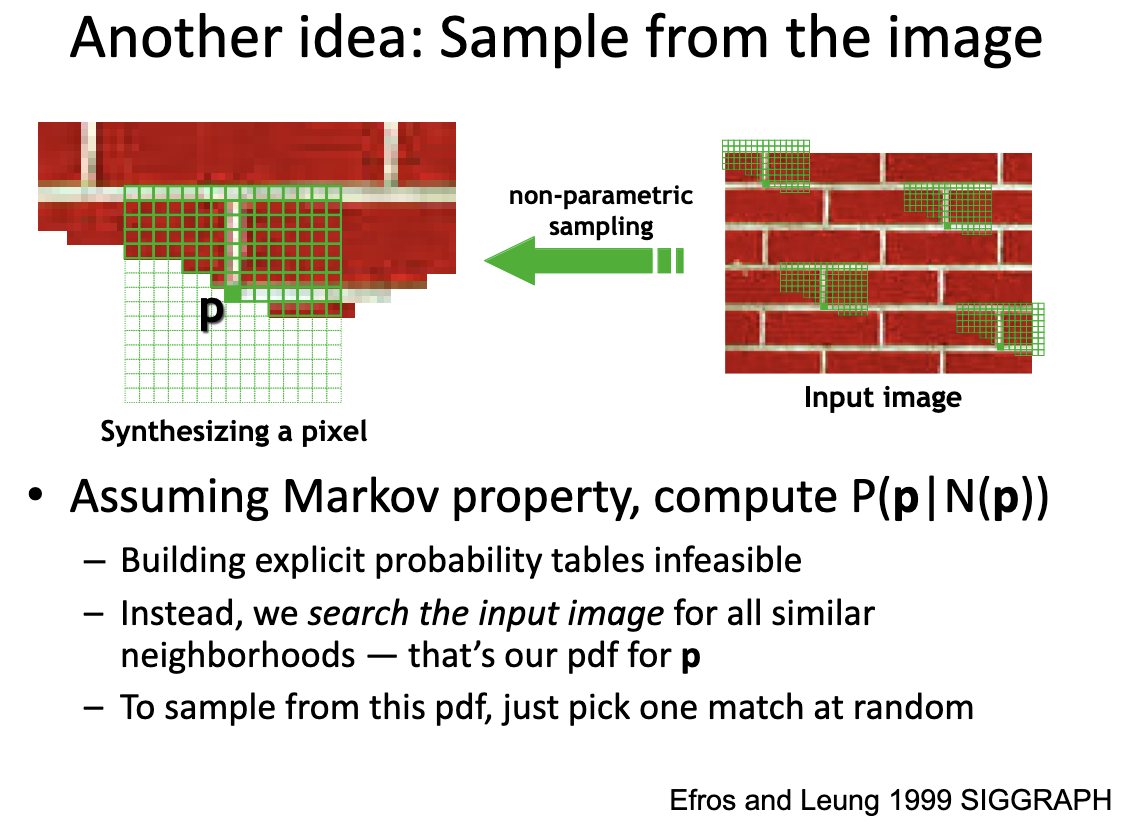 Another idea: Sample from the image
non-parametric
sampling
p
Synthesizing a pixel
Input image
• Assuming Markov property, compute P(p|N(p))
– Building explicit probability tables infeasible
– Instead, we search the input image for all similar
neighborhoods — that’s our pdf for p
– To sample from this pdf, just pick one match at random
Efros and Leung 1999 SIGGRAPH